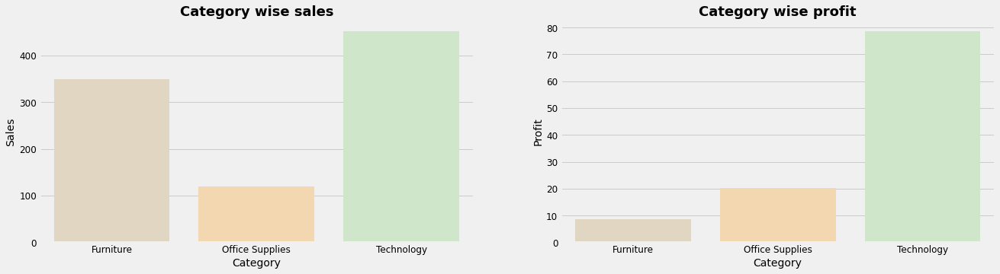 Category wise sales
Sales
400
300
200
100
0
Furniture
Office Supplies
Technology
Category
Category wise profit
Profit
80
70
60
50
40
30
20
10
0
Furniture
Office Supplies
Technology
Category